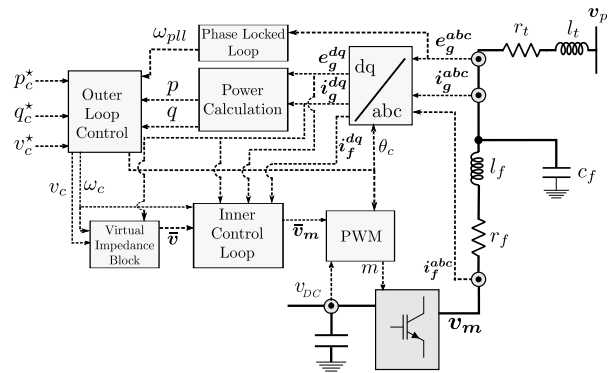 v_p
r_t l_t
ω_pll
Phase Locked
Loop
e_g^abc
e_g^dq
dq
i_g^abc
i_g^dq
p_c^⋆
q_c^⋆
v_c^⋆
Outer
Loop
Control
p
q
Power
Calculation
abc
i_f^dq
θ_c
l_f
c_f
v_c
ω_c
Virtual
Impedance
Block
v̄
Inner
Control
Loop
v̄_m
PWM
r_f
m
i_f^abc
v_DC
v_m